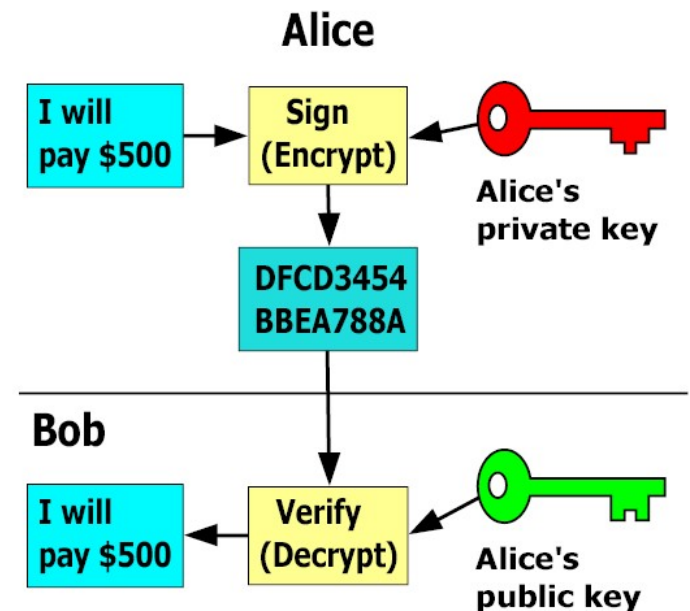 Alice
I will
pay $500
Sign
(Encrypt)
Alice's
private key
DFCD3454
BBEA788A
Bob
I will
pay $500
Verify
(Decrypt)
Alice's
public key